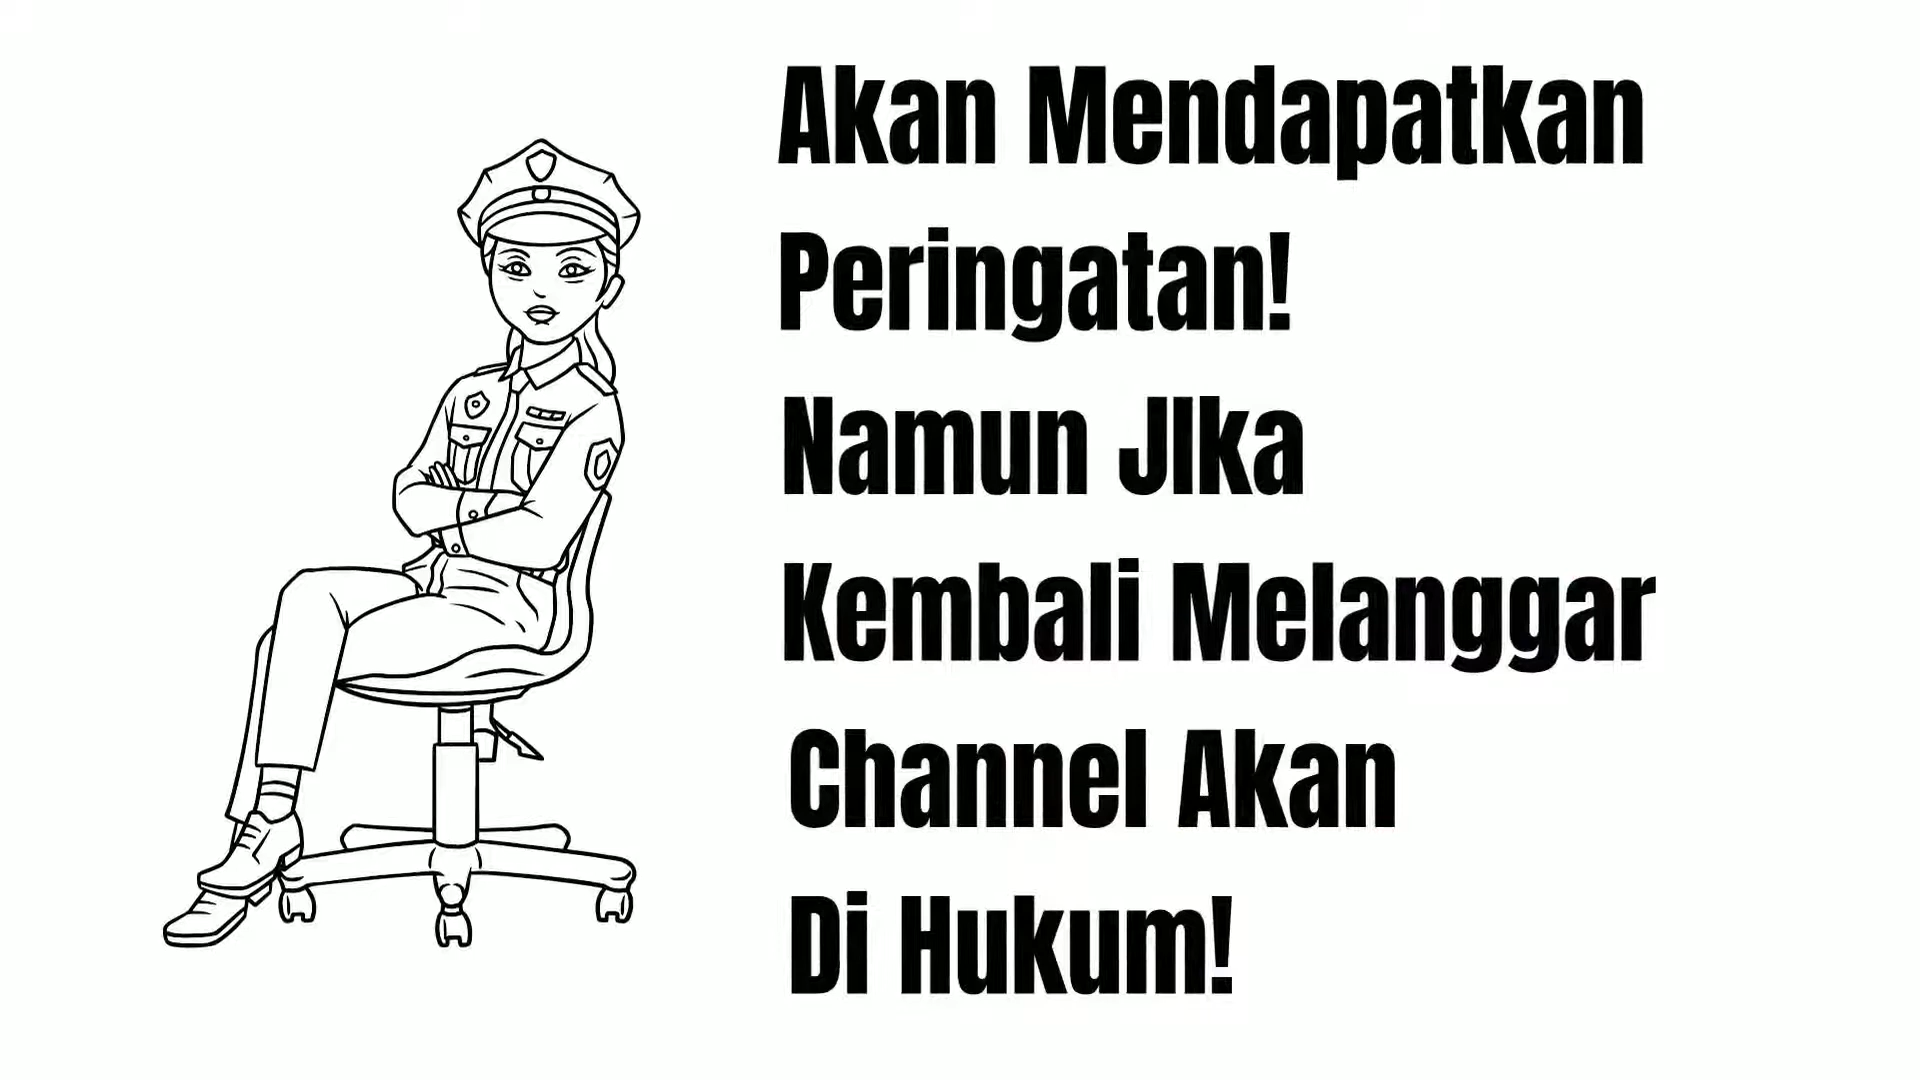 Akan Mendapatkan
Peringatan!
Namun JIka
Kembali Melanggar
Channel Akan
Di Hukum!